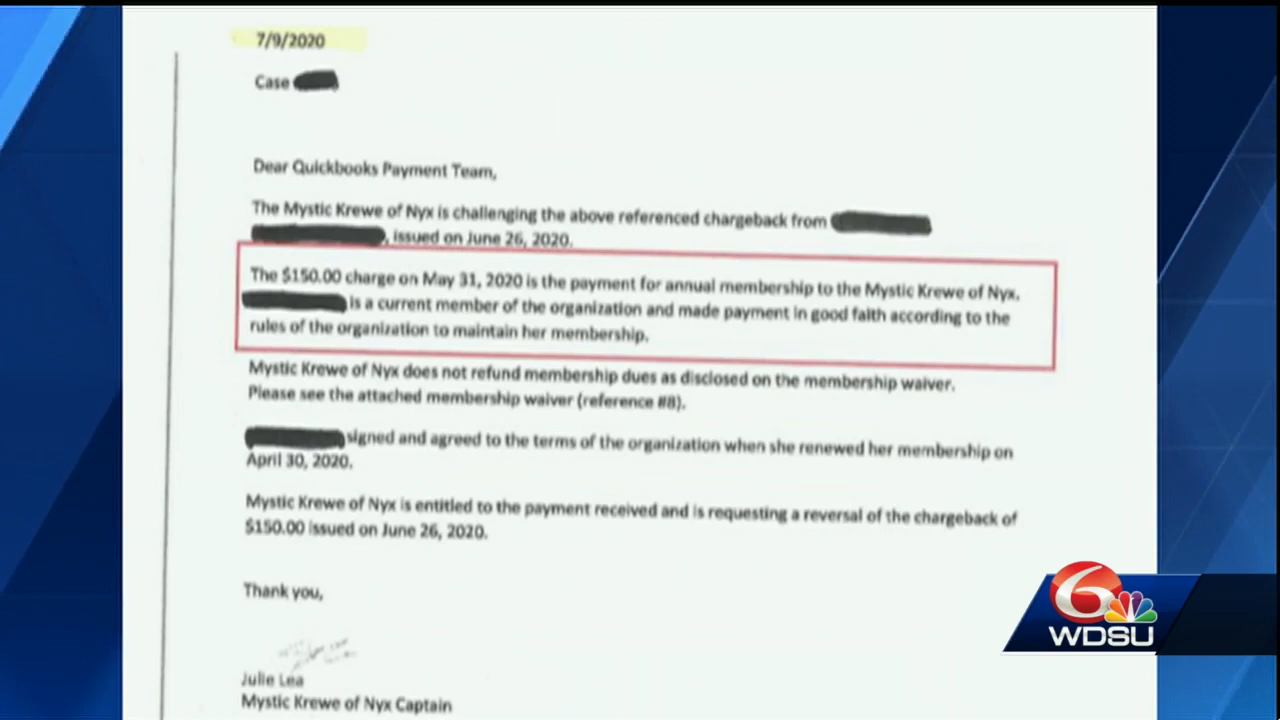 7/9/2020
Case
Dear Quickbooks Payment Team,
The Mystic Krewe of Nyx is challenging the above referenced chargeback from
, issued on June 26, 2020.
The $150.00 charge on May 31, 2020 is the payment for annual membership to the Mystic Krewe of Nyx.
is a current member of the organization and made payment in good faith according to the
rules of the organization to maintain her membership.
Mystic Krewe of Nyx does not refund membership dues as disclosed on the membership waiver.
Please see the attached membership waiver (reference #8).
signed and agreed to the terms of the organization when she renewed her membership on
April 30, 2020.
Mystic Krewe of Nyx is entitled to the payment received and is requesting a reversal of the chargeback of
$150.00 issued on June 26, 2020.
Thank you,
Julie Lea
Mystic Krewe of Nyx Captain
6
WDSU